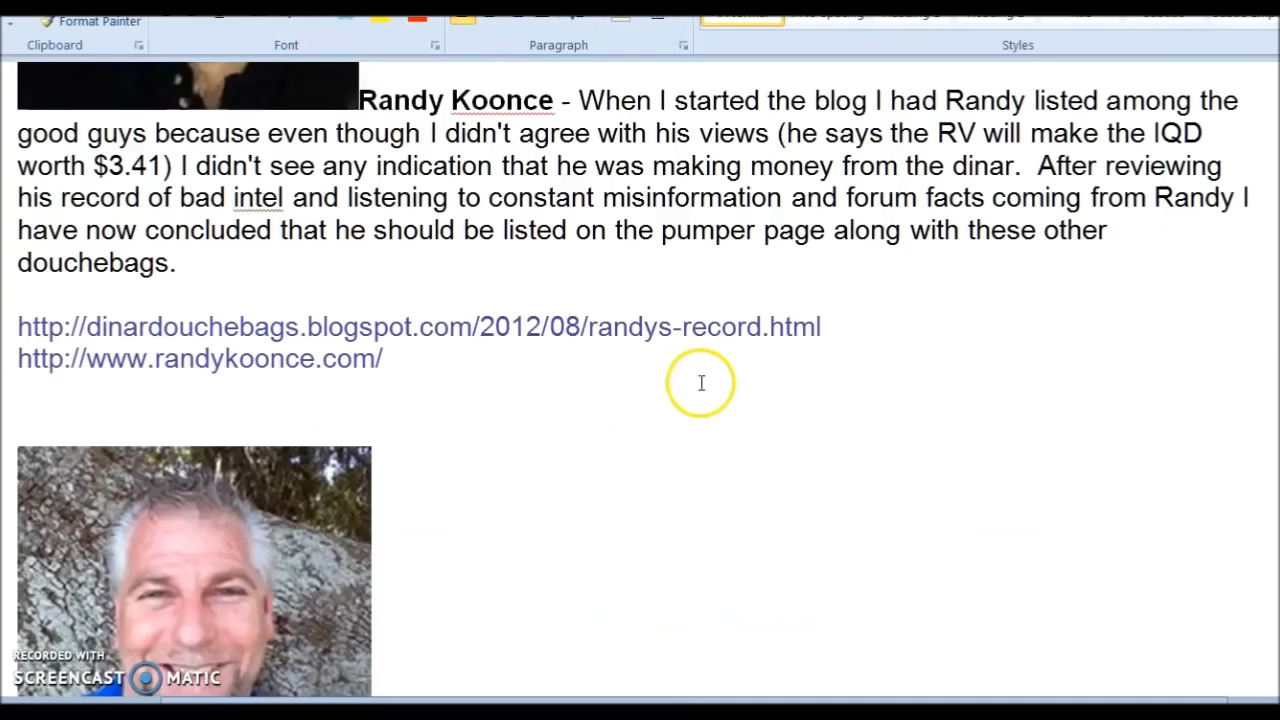 Format Painter
Clipboard Font Paragraph Styles
Randy Koonce - When I started the blog I had Randy listed among the
good guys because even though I didn't agree with his views (he says the RV will make the IQD
worth $3.41) I didn't see any indication that he was making money from the dinar.  After reviewing
his record of bad intel and listening to constant misinformation and forum facts coming from Randy I
have now concluded that he should be listed on the pumper page along with these other
douchebags.
http://dinardouchebags.blogspot.com/2012/08/randys-record.html
http://www.randykoonce.com/
RECORDED WITH
SCREENCAST MATIC